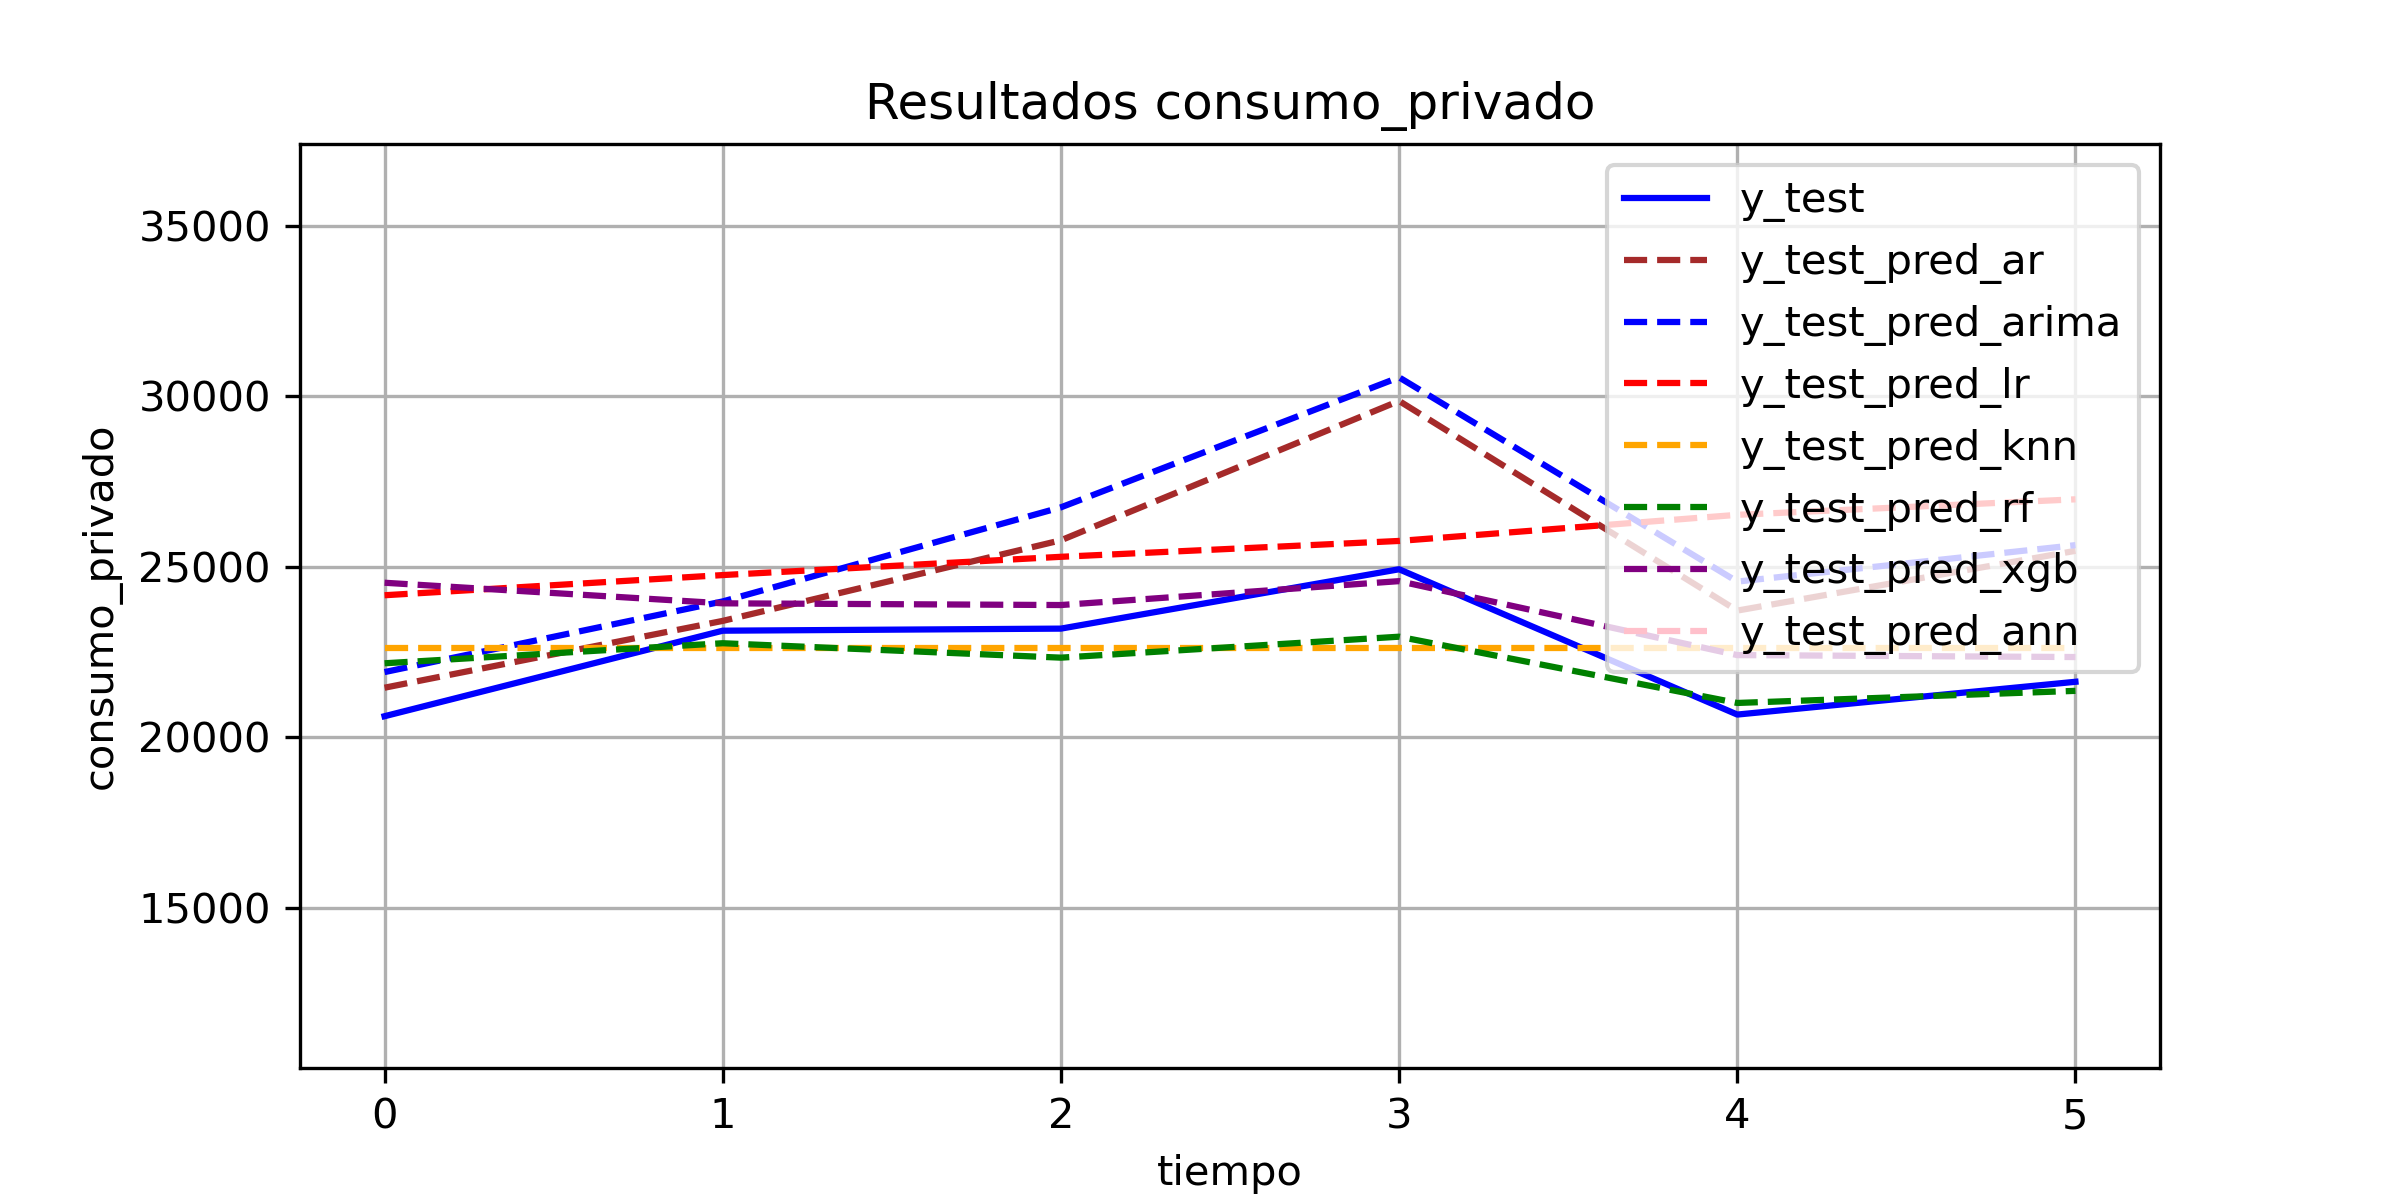 Resultados consumo_privado
consumo_privado
35000
30000
25000
20000
15000
y_test
y_test_pred_ar
y_test_pred_arima
y_test_pred_lr
y_test_pred_knn
y_test_pred_rf
y_test_pred_xgb
y_test_pred_ann
0 1 2 3 4 5
tiempo